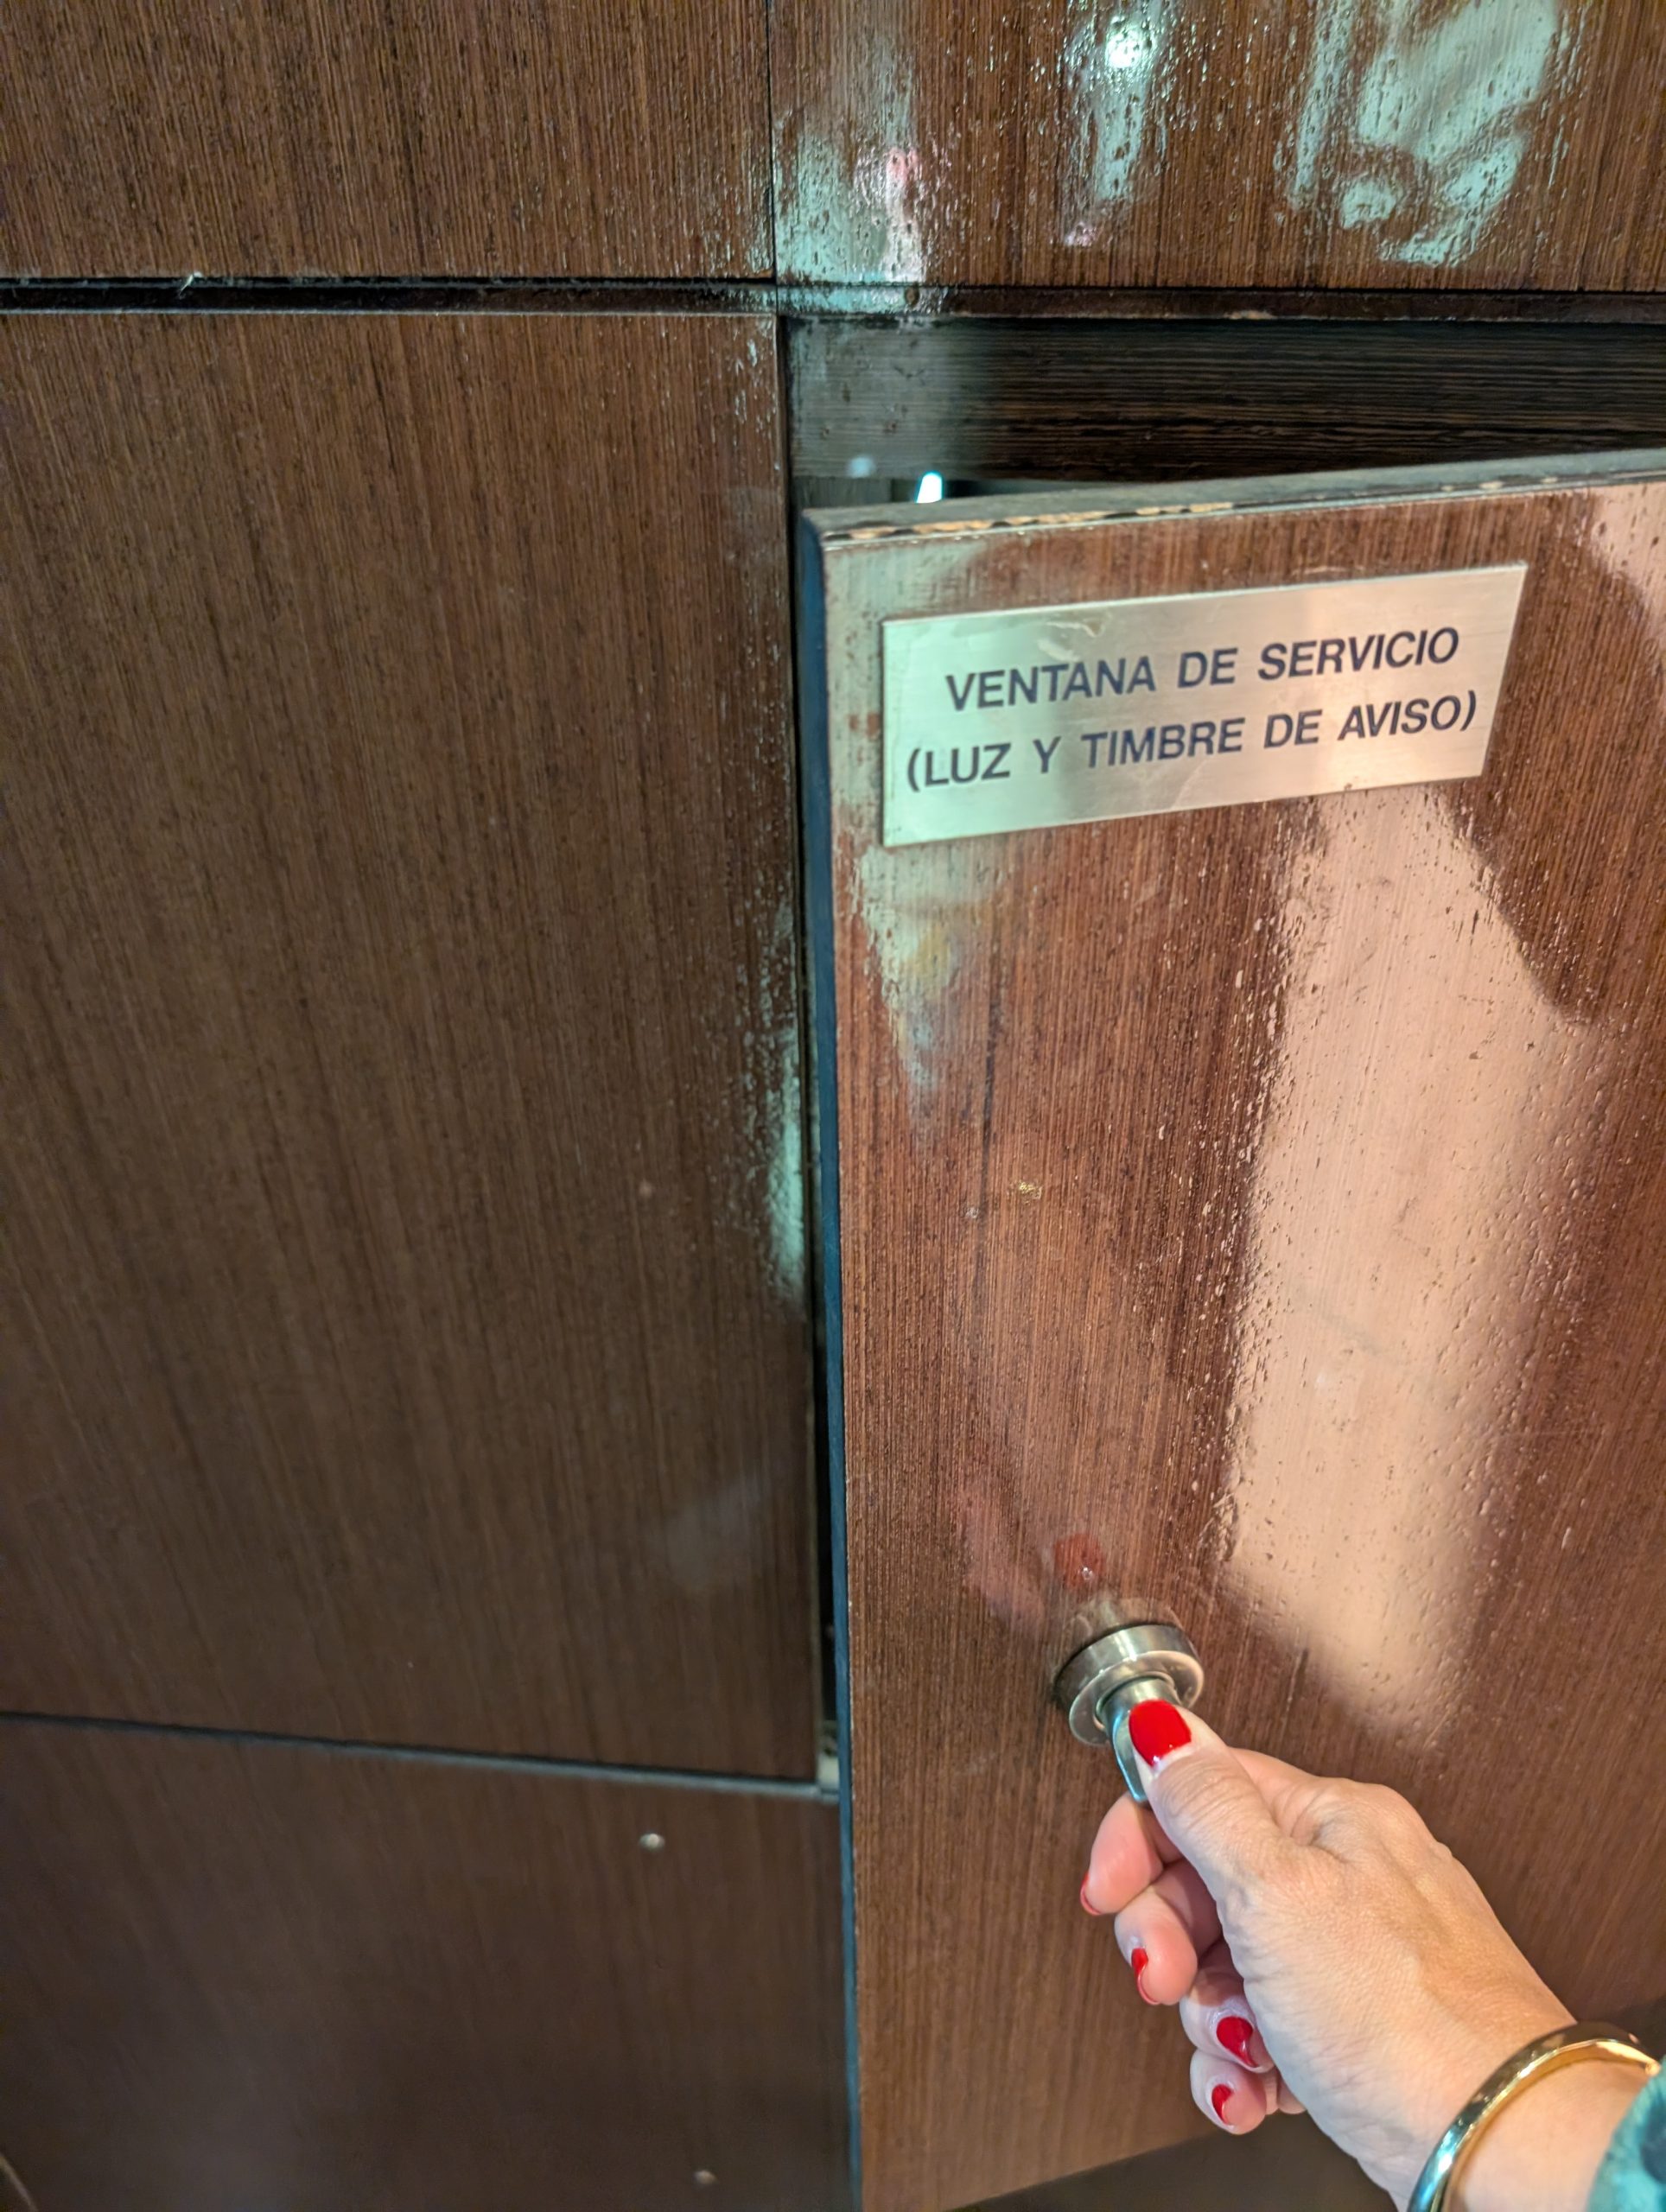 VENTANA DE SERVICIO
(LUZ Y TIMBRE DE AVISO)